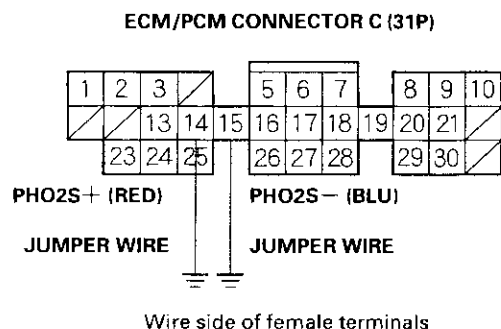 ECM/PCM CONNECTOR C (31P)
1 2 3 5 6 7 8 9 10
13 14 15 16 17 18 19 20 21
23 24 25 26 27 28 29 30
PHO2S+ (RED) PHO2S− (BLU)
JUMPER WIRE JUMPER WIRE
Wire side of female terminals